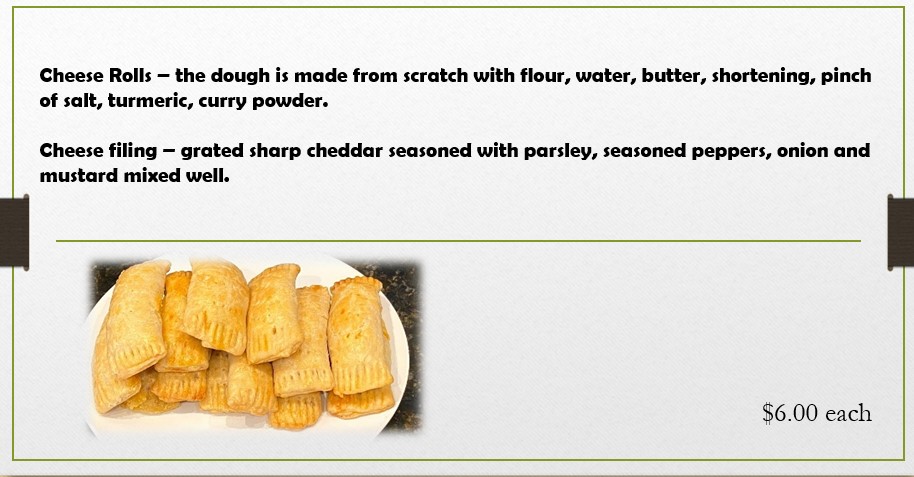 Cheese Rolls – the dough is made from scratch with flour, water, butter, shortening, pinch
of salt, turmeric, curry powder.
Cheese filing – grated sharp cheddar seasoned with parsley, seasoned peppers, onion and
mustard mixed well.
$6.00 each